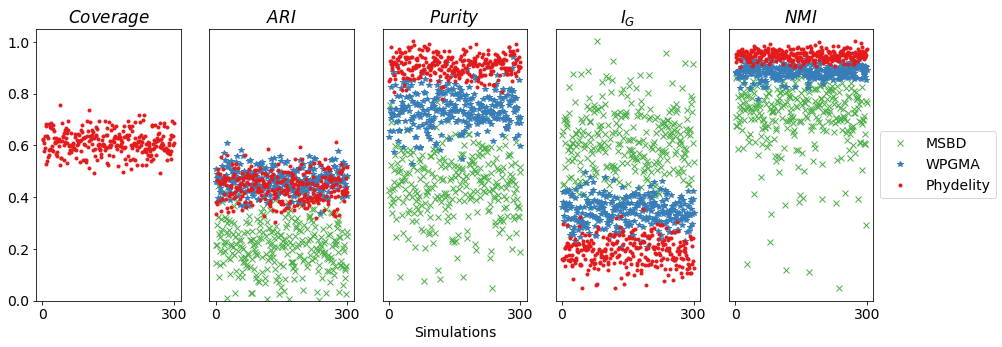 Coverage
ARI
Purity
I_G
NMI
1.0
0.8
0.6
0.4
0.2
0.0
0 300
0 300
0 300
0 300
0 300
Simulations
MSBD
WPGMA
Phydelity